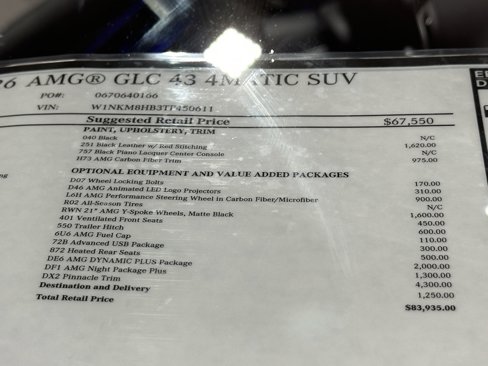 26 AMG® GLC 43 4MATIC SUV
PO#: 0670640166
VIN: W1NKM8HB3TF450611
Suggested Retail Price $67,550
PAINT, UPHOLSTERY, TRIM
040 Black N/C
251 Black Leather w/ Red Stitching 1,620.00
757 Black Piano Lacquer Center Console N/C
H73 AMG Carbon Fiber Trim 975.00
OPTIONAL EQUIPMENT AND VALUE ADDED PACKAGES
D07 Wheel Locking Bolts 170.00
D46 AMG Animated LED Logo Projectors 310.00
L6H AMG Performance Steering Wheel in Carbon Fiber/Microfiber 900.00
R02 All-Season Tires N/C
RWN 21" AMG Y-Spoke Wheels, Matte Black 1,600.00
401 Ventilated Front Seats 450.00
550 Trailer Hitch 600.00
6U6 AMG Fuel Cap 110.00
72B Advanced USB Package 300.00
872 Heated Rear Seats 500.00
DE6 AMG DYNAMIC PLUS Package 2,000.00
DF1 AMG Night Package Plus 1,300.00
DX2 Pinnacle Trim 4,300.00
Destination and Delivery 1,250.00
Total Retail Price $83,935.00